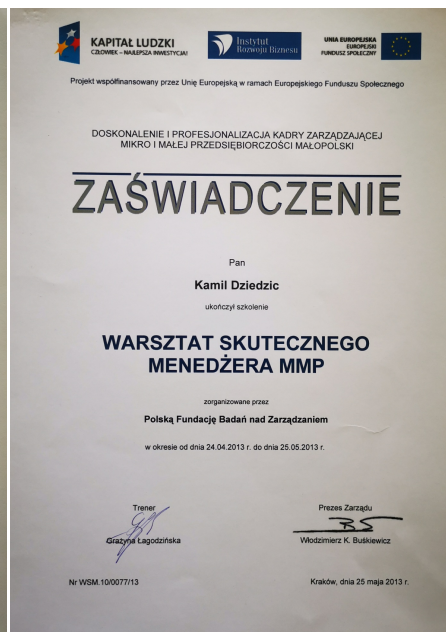 KAPITAŁ LUDZKI
CZŁOWIEK – NAJLEPSZA INWESTYCJA!
Instytut
Rozwoju Biznesu
UNIA EUROPEJSKA
EUROPEJSKI
FUNDUSZ SPOŁECZNY
Projekt współfinansowany przez Unię Europejską w ramach Europejskiego Funduszu Społecznego
DOSKONALENIE I PROFESJONALIZACJA KADRY ZARZĄDZAJĄCEJ
MIKRO I MAŁEJ PRZEDSIĘBIORCZOŚCI MAŁOPOLSKI
ZAŚWIADCZENIE
Pan
Kamil Dziedzic
ukończył szkolenie
WARSZTAT SKUTECZNEGO
MENEDŻERA MMP
zorganizowane przez
Polską Fundację Badań nad Zarządzaniem
w okresie od dnia 24.04.2013 r. do dnia 25.05.2013 r.
Trener
Grażyna Łagodzińska
Prezes Zarządu
Włodzimierz K. Buśkiewicz
Nr WSM.10/0077/13
Kraków, dnia 25 maja 2013 r.